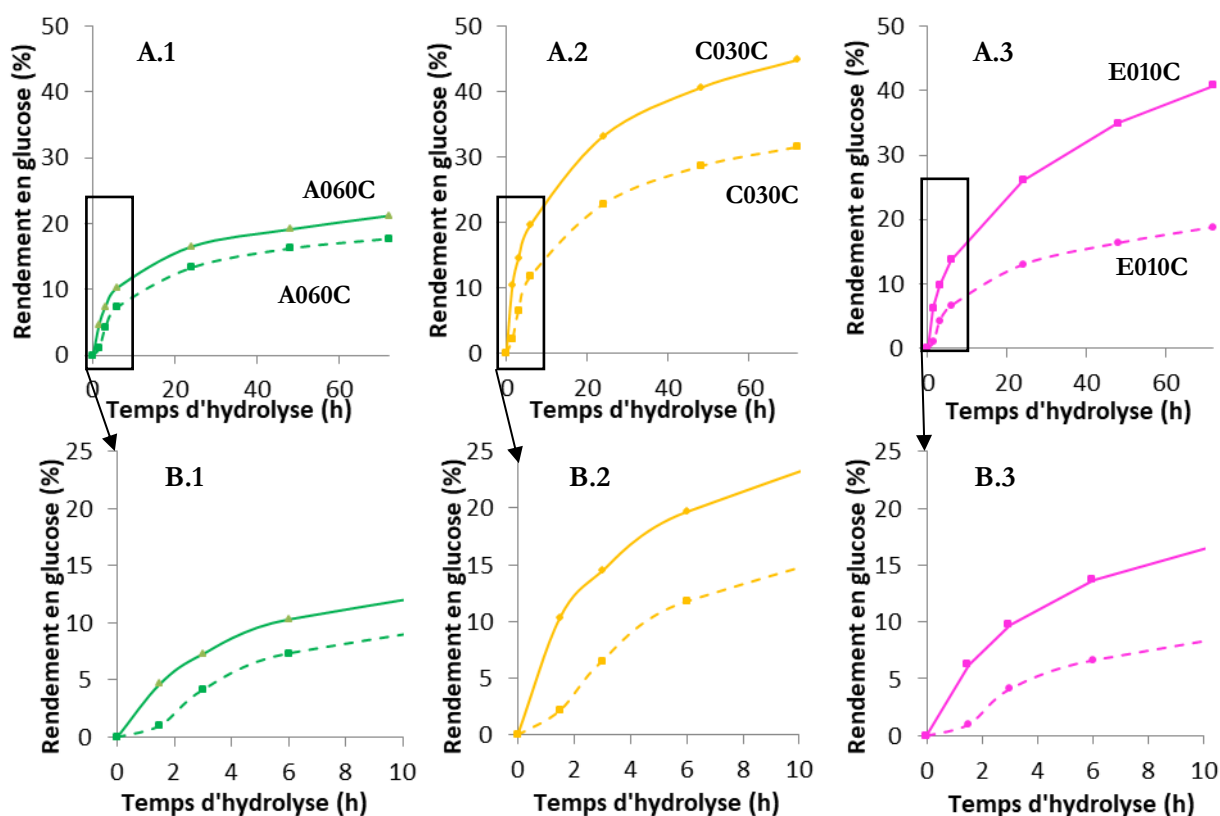 Rendement en glucose (%)
50
40
30
20
10
0
A.1
A060C
A060C
0 20 40 60
Temps d'hydrolyse (h)
Rendement en glucose (%)
50
40
30
20
10
0
A.2
C030C
C030C
0 20 40 60
Temps d'hydrolyse (h)
Rendement en glucose (%)
50
40
30
20
10
0
A.3
E010C
E010C
0 20 40 60
Temps d'hydrolyse (h)
Rendement en glucose (%)
25
20
15
10
5
0
B.1
0 2 4 6 8 10
Temps d'hydrolyse (h)
Rendement en glucose (%)
25
20
15
10
5
0
B.2
0 2 4 6 8 10
Temps d'hydrolyse (h)
Rendement en glucose (%)
25
20
15
10
5
0
B.3
0 2 4 6 8 10
Temps d'hydrolyse (h)